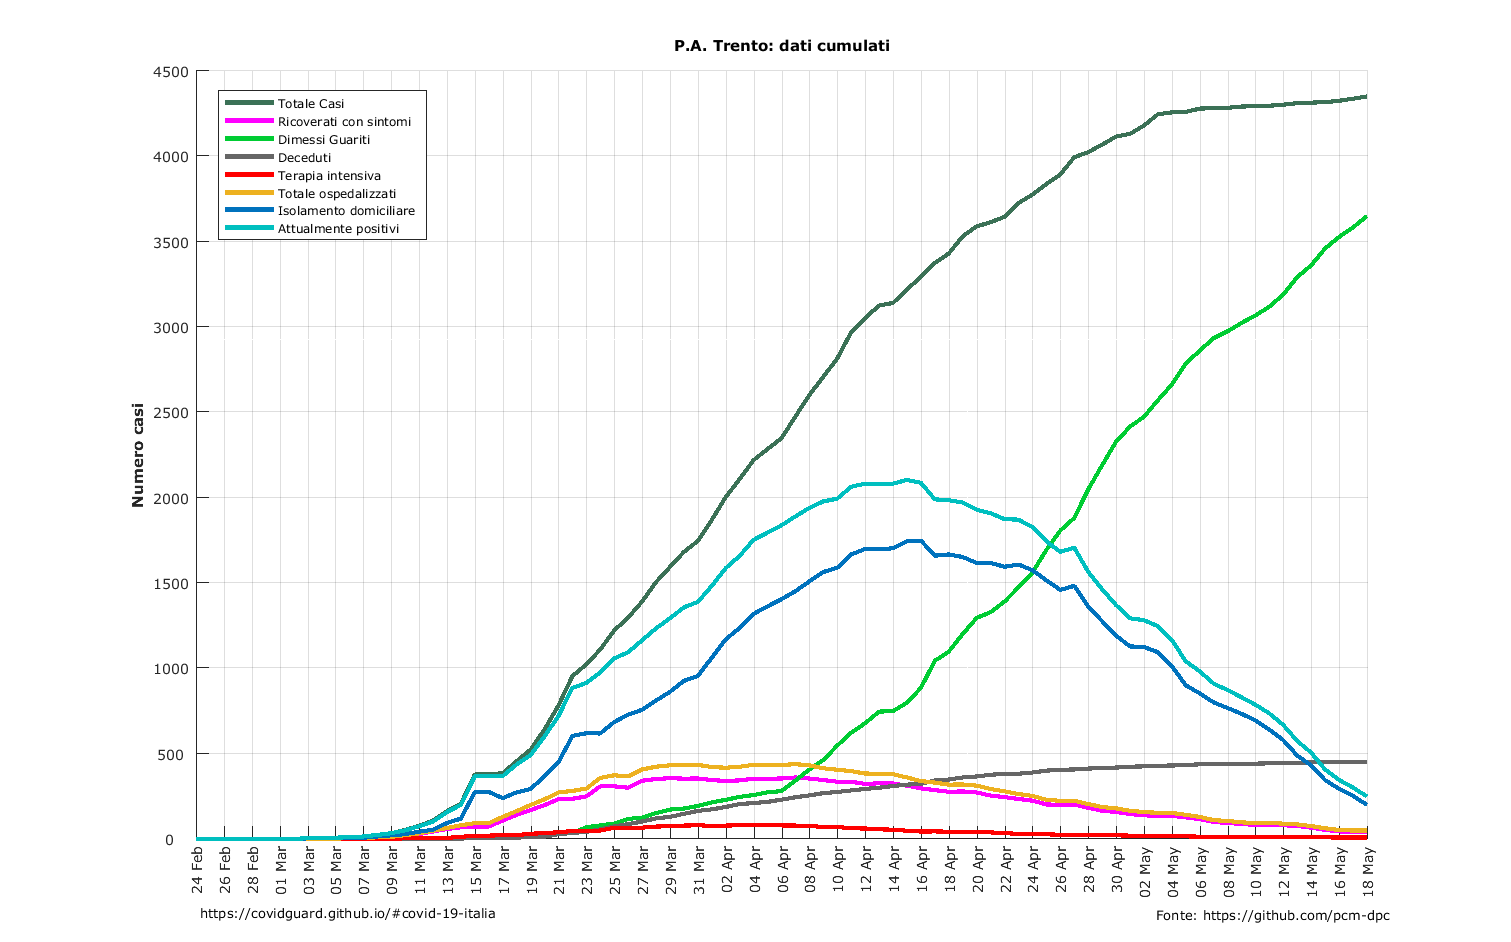 P.A. Trento: dati cumulati
Numero casi
4500
4000
3500
3000
2500
2000
1500
1000
500
0
Totale Casi
Ricoverati con sintomi
Dimessi Guariti
Deceduti
Terapia intensiva
Totale ospedalizzati
Isolamento domiciliare
Attualmente positivi
24 Feb
26 Feb
28 Feb
01 Mar
03 Mar
05 Mar
07 Mar
09 Mar
11 Mar
13 Mar
15 Mar
17 Mar
19 Mar
21 Mar
23 Mar
25 Mar
27 Mar
29 Mar
31 Mar
02 Apr
04 Apr
06 Apr
08 Apr
10 Apr
12 Apr
14 Apr
16 Apr
18 Apr
20 Apr
22 Apr
24 Apr
26 Apr
28 Apr
30 Apr
02 May
04 May
06 May
08 May
10 May
12 May
14 May
16 May
18 May
https://covidguard.github.io/#covid-19-italia
Fonte: https://github.com/pcm-dpc